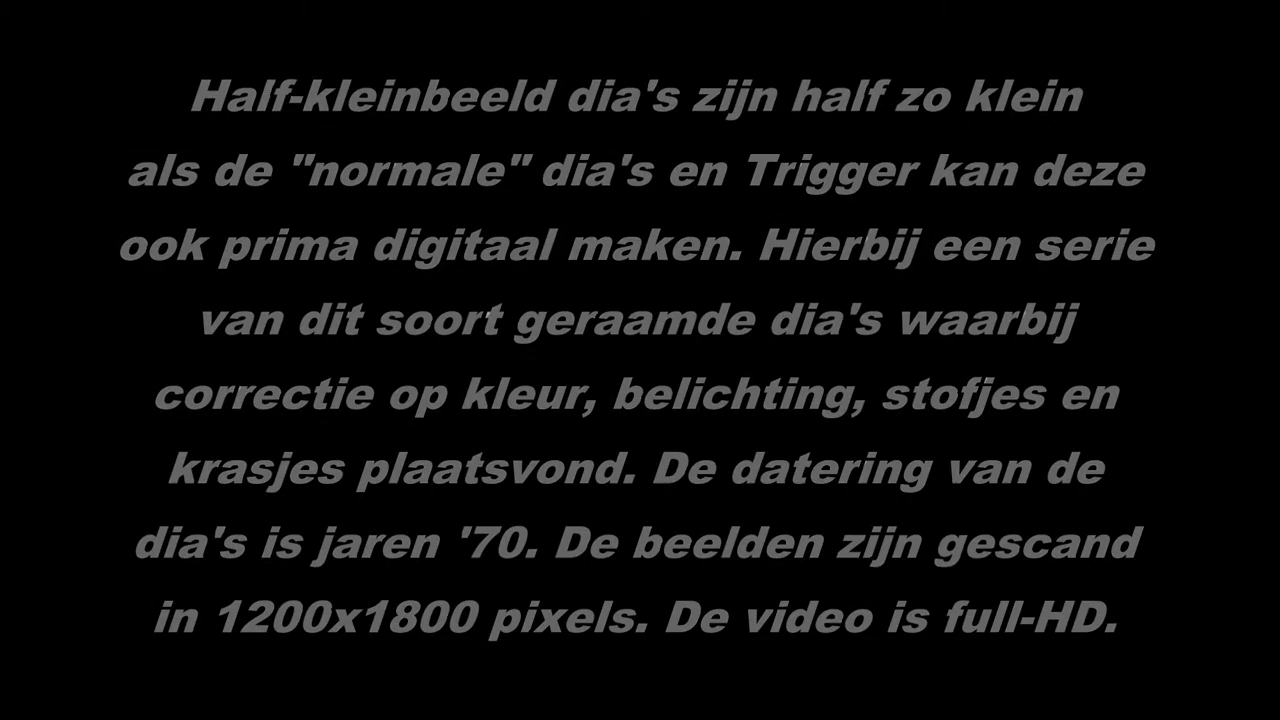 Half-kleinbeeld dia's zijn half zo klein
als de "normale" dia's en Trigger kan deze
ook prima digitaal maken. Hierbij een serie
van dit soort geraamde dia's waarbij
correctie op kleur, belichting, stofjes en
krasjes plaatsvond. De datering van de
dia's is jaren '70. De beelden zijn gescand
in 1200x1800 pixels. De video is full-HD.